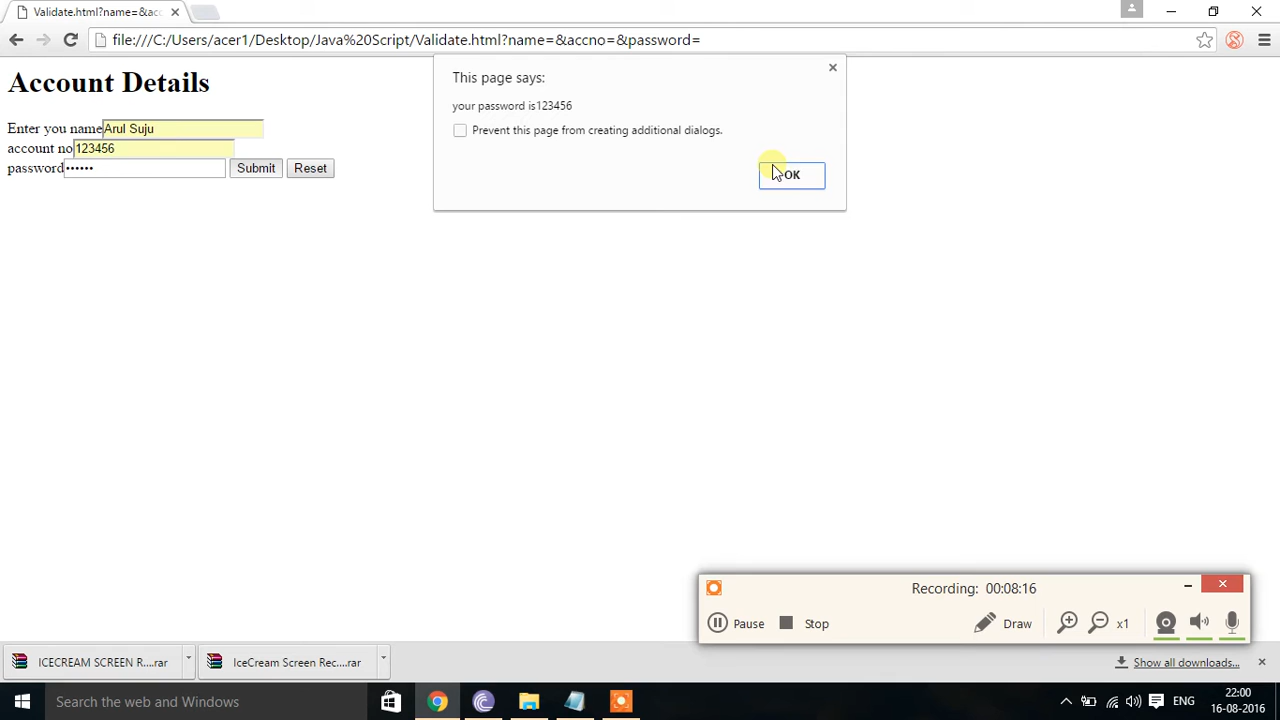 Validate.html?name=&acc
file:///C:/Users/acer1/Desktop/Java%20Script/Validate.html?name=&accno=&password=
Account Details
This page says:
your password is123456
Prevent this page from creating additional dialogs.
OK
Enter you name Arul Suju
account no 123456
password •••••• Submit Reset
Recording: 00:08:16
Pause Stop Draw x1
ICECREAM SCREEN R....rar IceCream Screen Rec....rar Show all downloads...
Search the web and Windows
ENG
22:00
16-08-2016